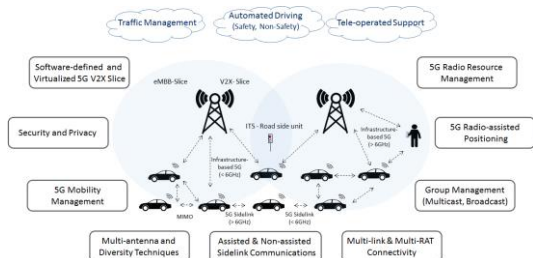 Traffic Management
Automated Driving
(Safety, Non-Safety)
Tele-operated Support
Software-defined and
Virtualized 5G V2X Slice
eMBB-Slice
V2X- Slice
5G Radio Resource
Management
Security and Privacy
ITS - Road side unit
Infrastructure-
based 5G
(> 6GHz)
5G Radio-assisted
Positioning
Infrastructure-
based 5G
(< 6GHz)
5G Mobility
Management
Group Management
(Multicast, Broadcast)
MIMO
5G Sidelink
(> 6GHz)
5G Sidelink
(< 6GHz)
Multi-antenna and
Diversity Techniques
Assisted & Non-assisted
Sidelink Communications
Multi-link & Multi-RAT
Connectivity